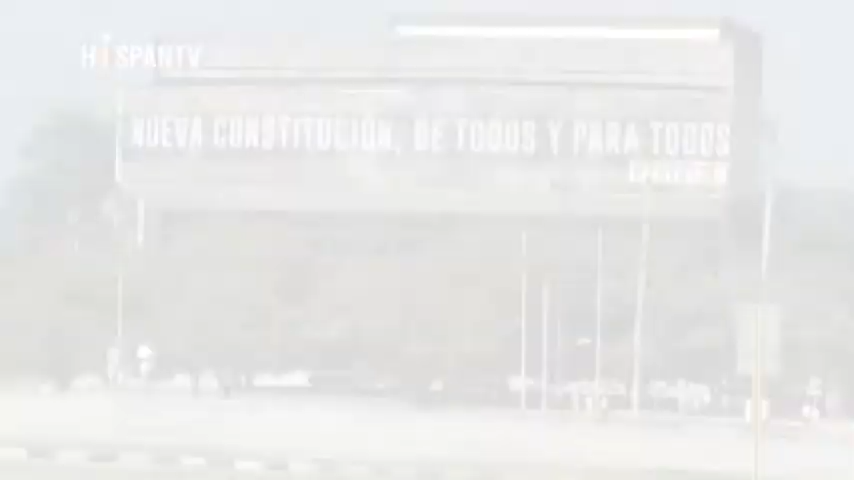 HISPANTV
NUEVA CONSTITUCIÓN, DE TODOS Y PARA TODOS